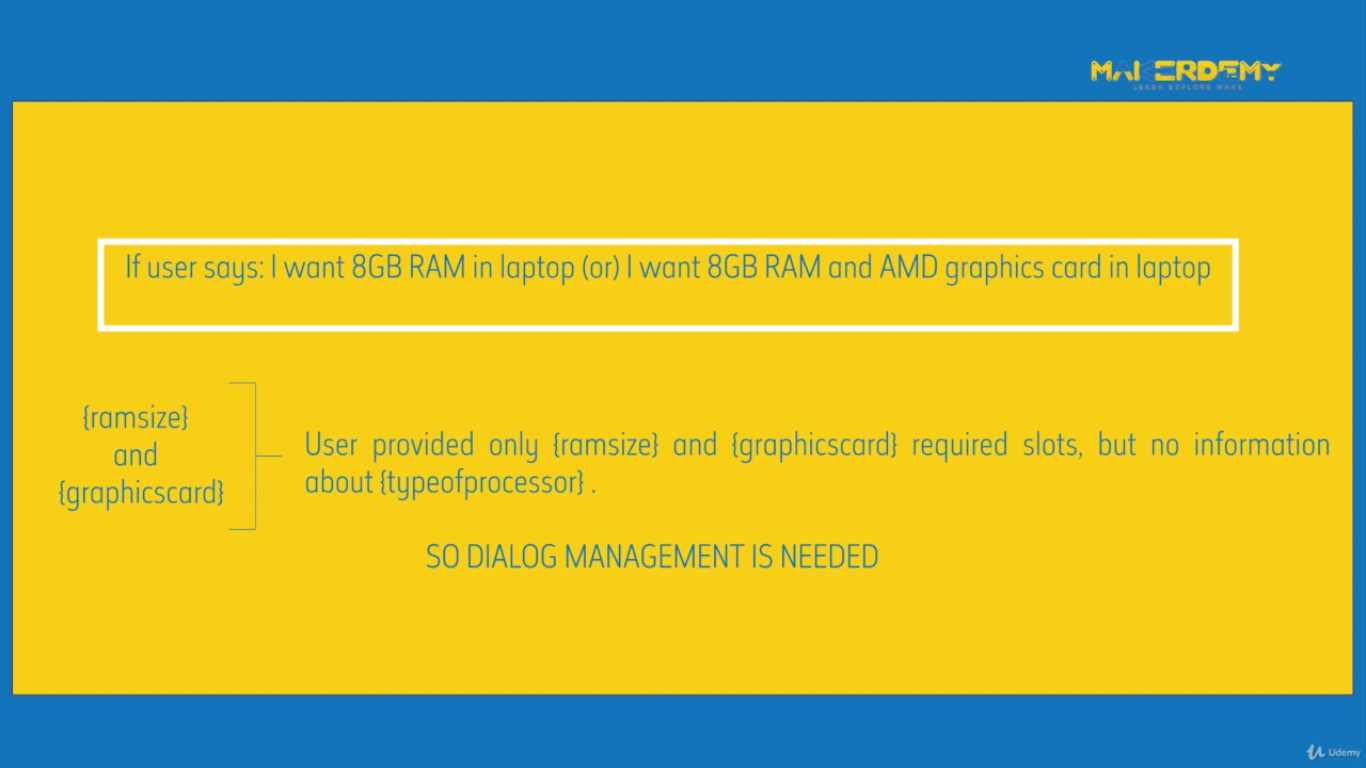 MAKERDEMY
LEARN EXPLORE MAKE
If user says: I want 8GB RAM in laptop (or) I want 8GB RAM and AMD graphics card in laptop
{ramsize}
and
{graphicscard}
User provided only {ramsize} and {graphicscard} required slots, but no information
about {typeofprocessor} .
SO DIALOG MANAGEMENT IS NEEDED
Udemy